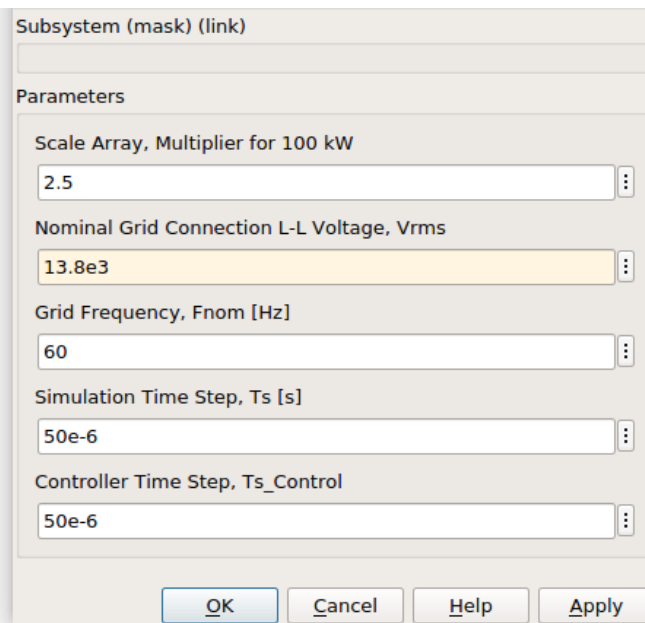 Subsystem (mask) (link)
Parameters
Scale Array, Multiplier for 100 kW
2.5
Nominal Grid Connection L-L Voltage, Vrms
13.8e3
Grid Frequency, Fnom [Hz]
60
Simulation Time Step, Ts [s]
50e-6
Controller Time Step, Ts_Control
50e-6
OK Cancel Help Apply